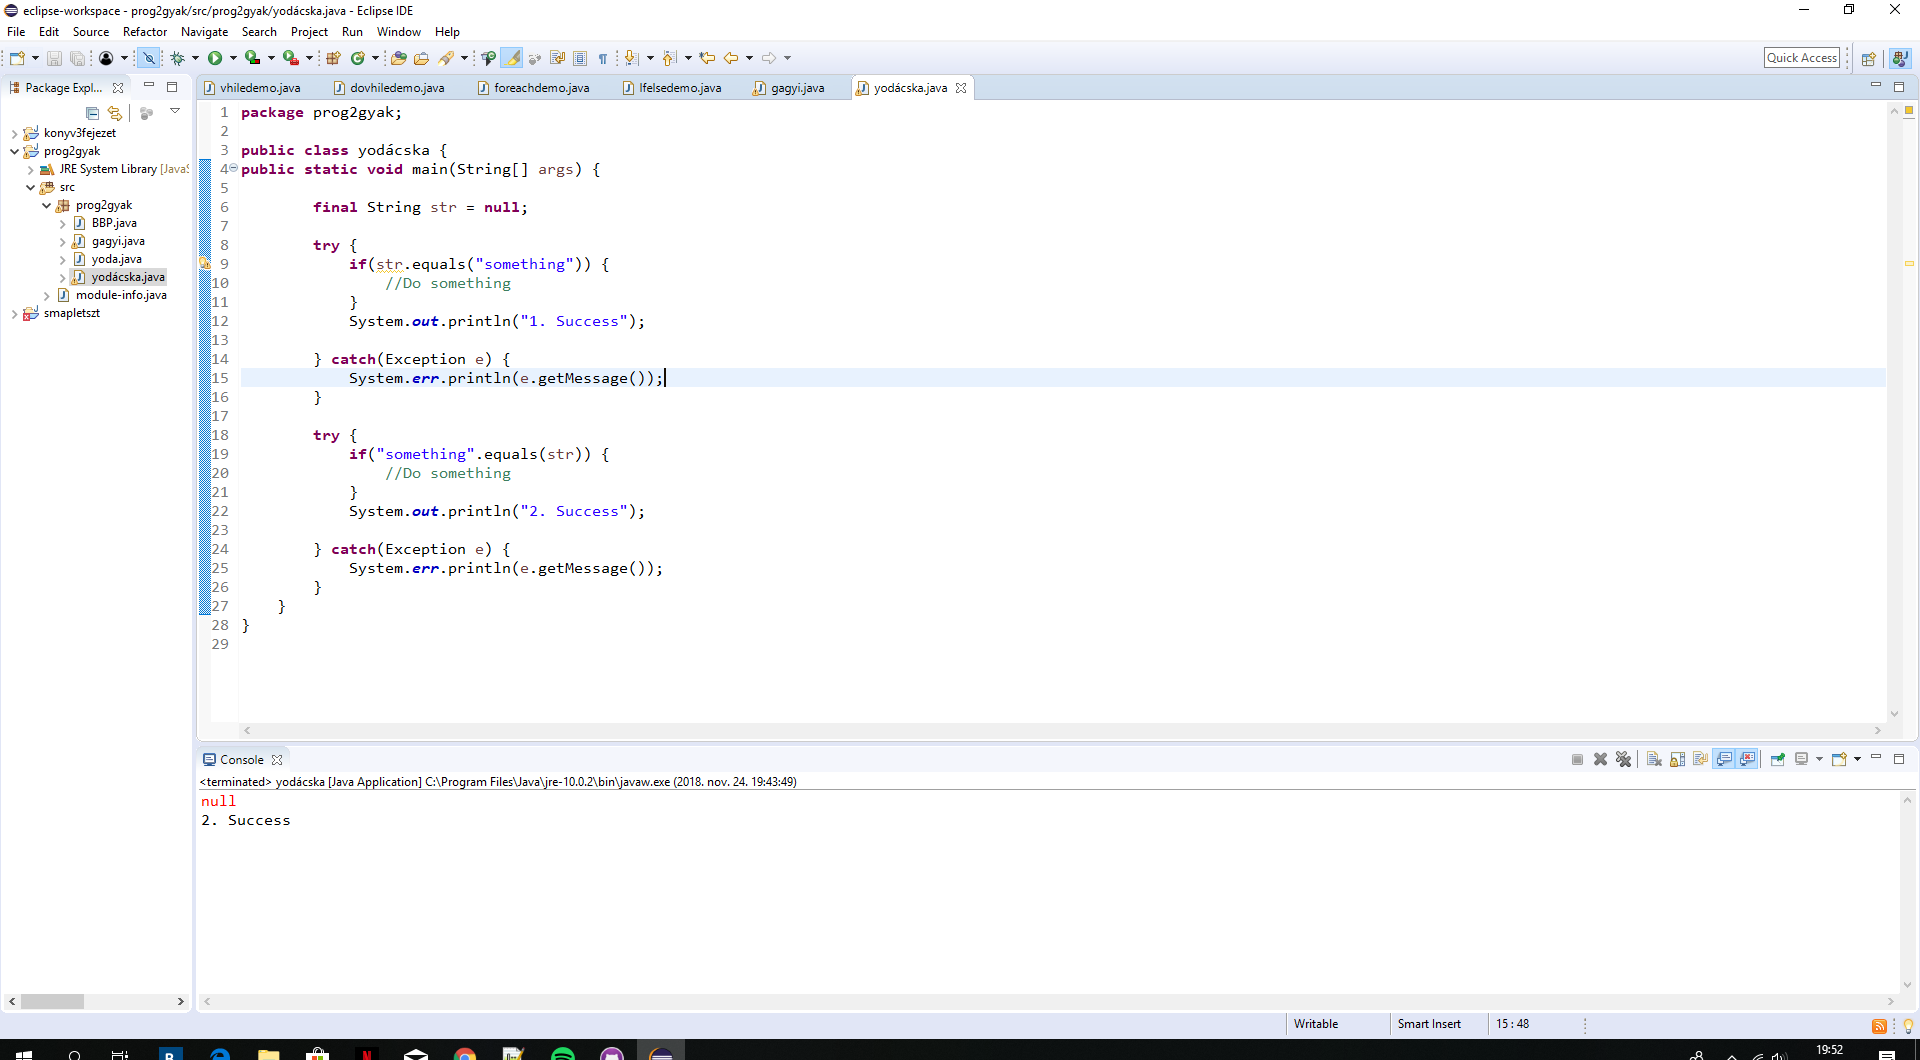 eclipse-workspace - prog2gyak/src/prog2gyak/yodácska.java - Eclipse IDE
File Edit Source Refactor Navigate Search Project Run Window Help
Quick Access
Package Expl...
vhiledemo.java dovhiledemo.java foreachdemo.java Ifelsedemo.java gagyi.java yodácska.java
konyv3fejezet
prog2gyak
JRE System Library [JavaS
src
prog2gyak
BBP.java
gagyi.java
yoda.java
yodácska.java
module-info.java
smapletszt
1 package prog2gyak;
2
3 public class yodácska {
4 public static void main(String[] args) {
5
6         final String str = null;
7
8         try {
9             if(str.equals("something")) {
10                 //Do something
11             }
12             System.out.println("1. Success");
13
14         } catch(Exception e) {
15             System.err.println(e.getMessage());
16         }
17
18         try {
19             if("something".equals(str)) {
20                 //Do something
21             }
22             System.out.println("2. Success");
23
24         } catch(Exception e) {
25             System.err.println(e.getMessage());
26         }
27     }
28 }
29
Console
<terminated> yodácska [Java Application] C:\Program Files\Java\jre-10.0.2\bin\javaw.exe (2018. nov. 24. 19:43:49)
null
2. Success
Writable Smart Insert 15 : 48
19:52